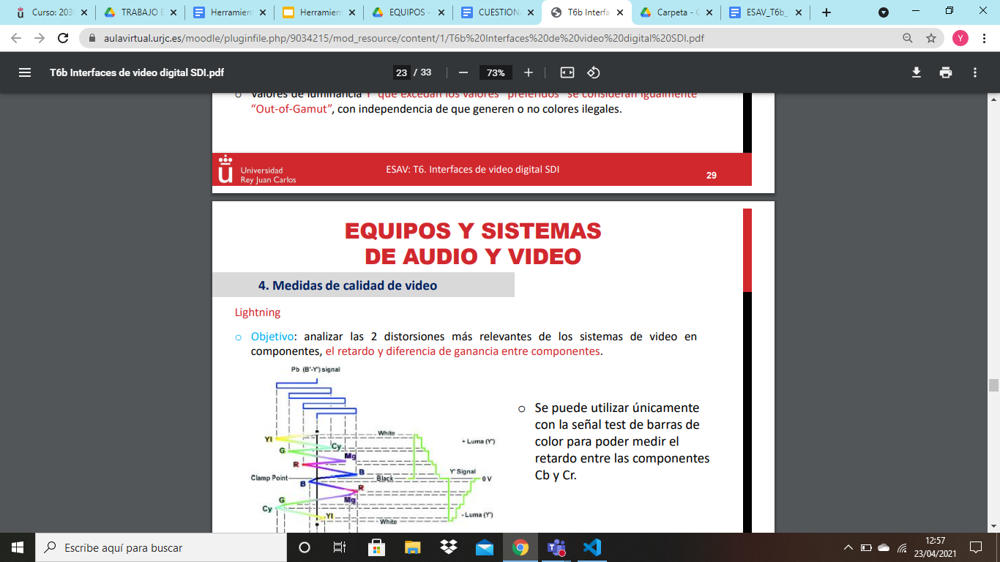 Curso: 203
TRABAJO E
Herramient
Herramient
EQUIPOS -
CUESTION
T6b Interfa
Carpeta - C
ESAV_T6b_
aulavirtual.urjc.es/moodle/pluginfile.php/9034215/mod_resource/content/1/T6b%20Interfaces%20de%20video%20digital%20SDI.pdf
Y
T6b Interfaces de video digital SDI.pdf
23 / 33
73%
Valores de luminancia Y' que excedan los valores "preferidos" se consideran igualmente
"Out-of-Gamut", con independencia de que generen o no colores ilegales.
Universidad
Rey Juan Carlos
ESAV: T6. Interfaces de video digital SDI
29
EQUIPOS Y SISTEMAS
DE AUDIO Y VIDEO
4. Medidas de calidad de video
Lightning
Objetivo: analizar las 2 distorsiones más relevantes de los sistemas de video en
componentes, el retardo y diferencia de ganancia entre componentes.
Pb (B'-Y') signal
White
Yl
+ Luma (Y')
Cy
G
Mg
R
Y' Signal
B
Clamp Point
Black
0 V
B
R
G
Mg
Cy
Yl
- Luma (Y')
White
Se puede utilizar únicamente
con la señal test de barras de
color para poder medir el
retardo entre las componentes
Cb y Cr.
Escribe aquí para buscar
12:57
23/04/2021